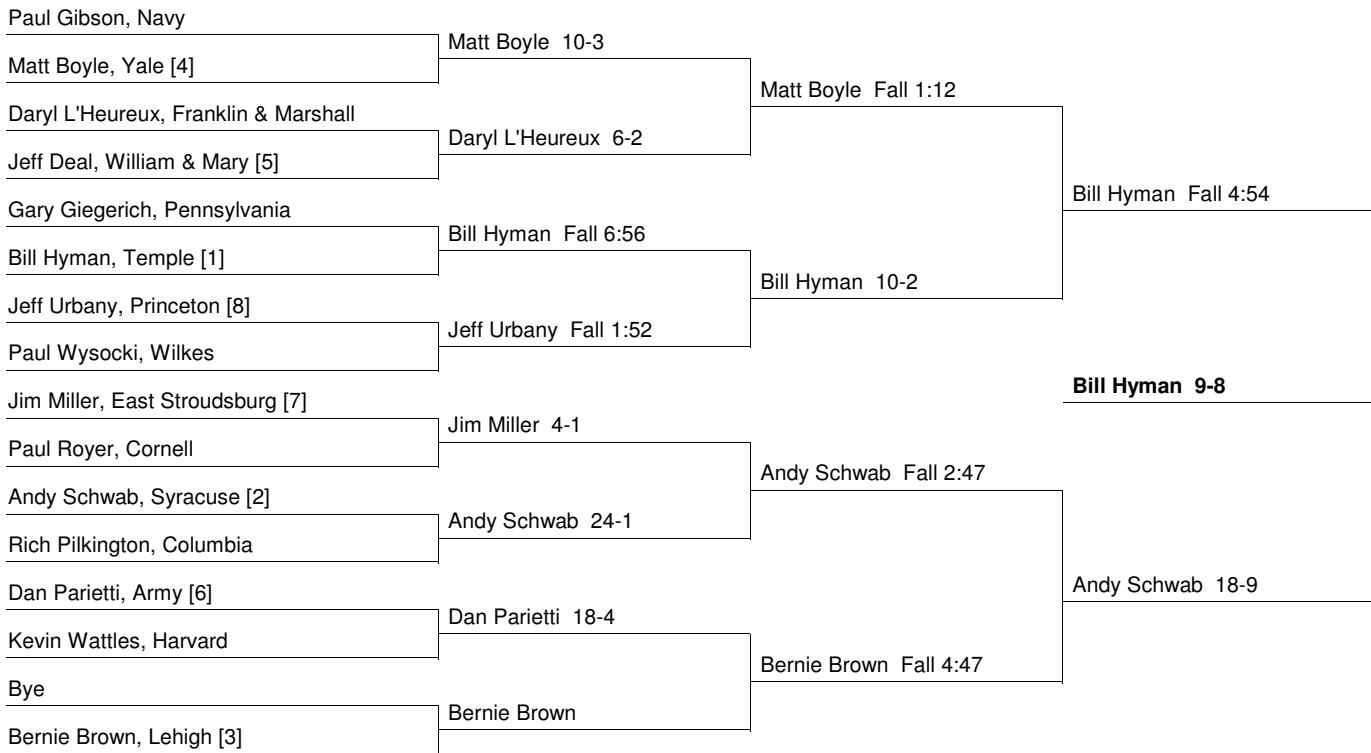 Paul Gibson, Navy
Matt Boyle, Yale [4]
Daryl L'Heureux, Franklin & Marshall
Jeff Deal, William & Mary [5]
Gary Giegerich, Pennsylvania
Bill Hyman, Temple [1]
Jeff Urbany, Princeton [8]
Paul Wysocki, Wilkes
Jim Miller, East Stroudsburg [7]
Paul Royer, Cornell
Andy Schwab, Syracuse [2]
Rich Pilkington, Columbia
Dan Parietti, Army [6]
Kevin Wattles, Harvard
Bye
Bernie Brown, Lehigh [3]
Matt Boyle 10-3
Daryl L'Heureux 6-2
Bill Hyman Fall 6:56
Jeff Urbany Fall 1:52
Jim Miller 4-1
Andy Schwab 24-1
Dan Parietti 18-4
Bernie Brown
Matt Boyle Fall 1:12
Bill Hyman 10-2
Andy Schwab Fall 2:47
Bernie Brown Fall 4:47
Bill Hyman Fall 4:54
Andy Schwab 18-9
Bill Hyman 9-8